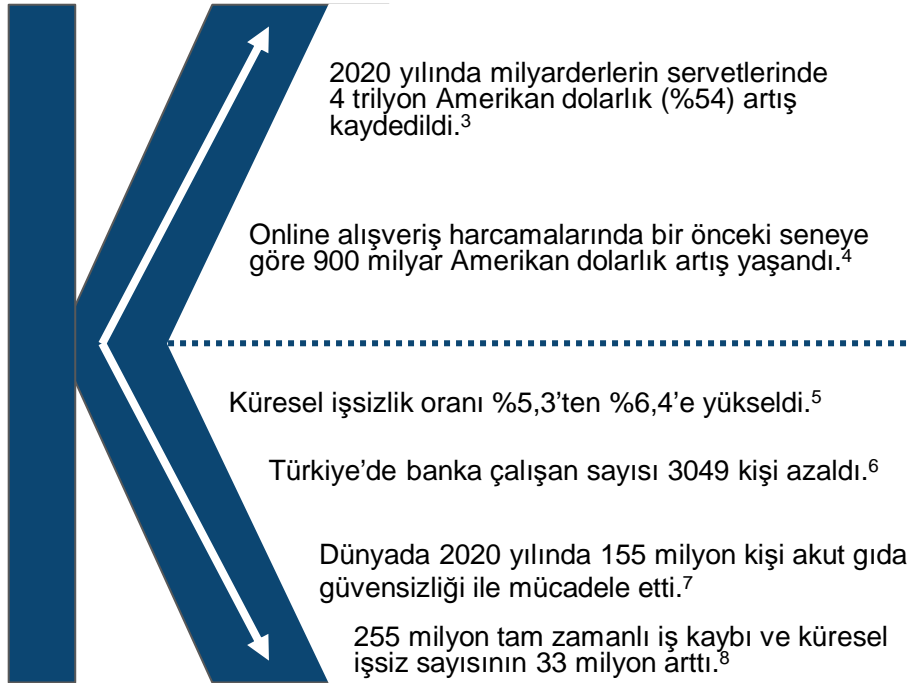 2020 yılında milyarderlerin servetlerinde
4 trilyon Amerikan dolarlık (%54) artış
kaydedildi.³
Online alışveriş harcamalarında bir önceki seneye
göre 900 milyar Amerikan dolarlık artış yaşandı.⁴
Küresel işsizlik oranı %5,3’ten %6,4’e yükseldi.⁵
Türkiye’de banka çalışan sayısı 3049 kişi azaldı.⁶
Dünyada 2020 yılında 155 milyon kişi akut gıda
güvensizliği ile mücadele etti.⁷
255 milyon tam zamanlı iş kaybı ve küresel
işsiz sayısının 33 milyon arttı.⁸